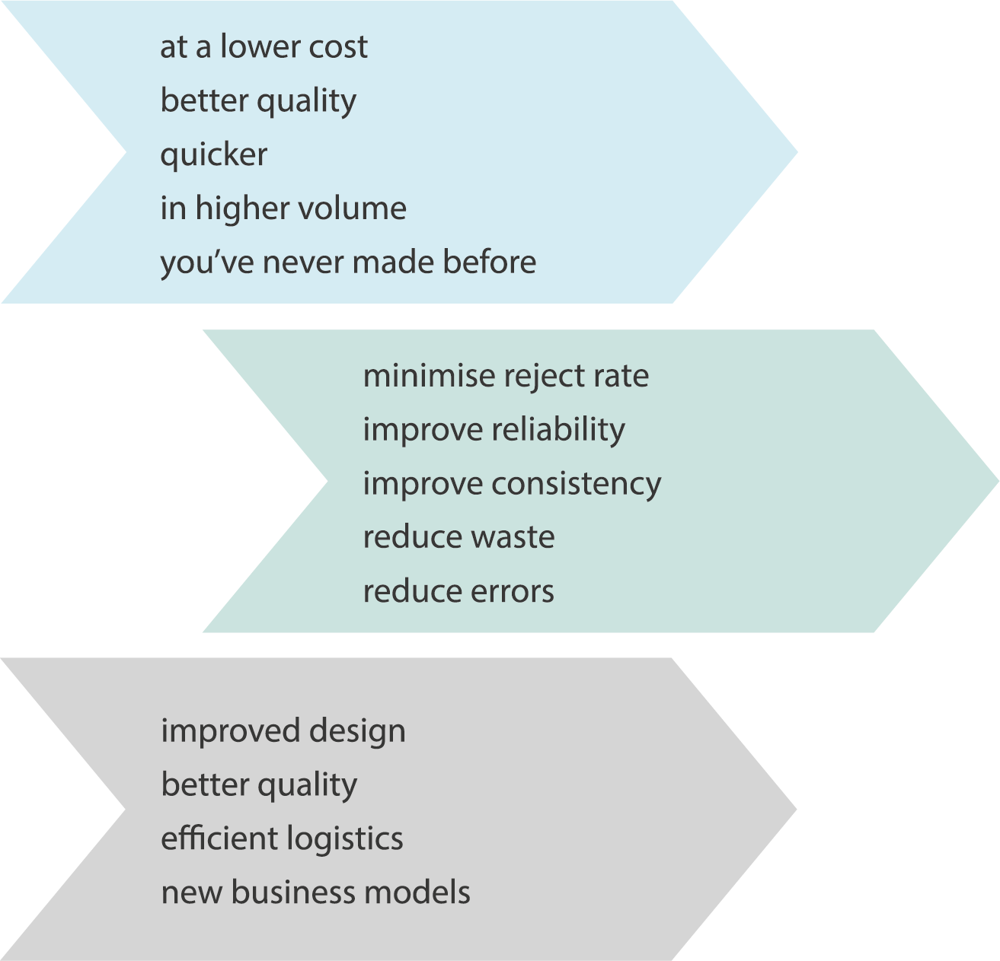 at a lower cost
better quality
quicker
in higher volume
you’ve never made before
minimise reject rate
improve reliability
improve consistency
reduce waste
reduce errors
improved design
better quality
efficient logistics
new business models